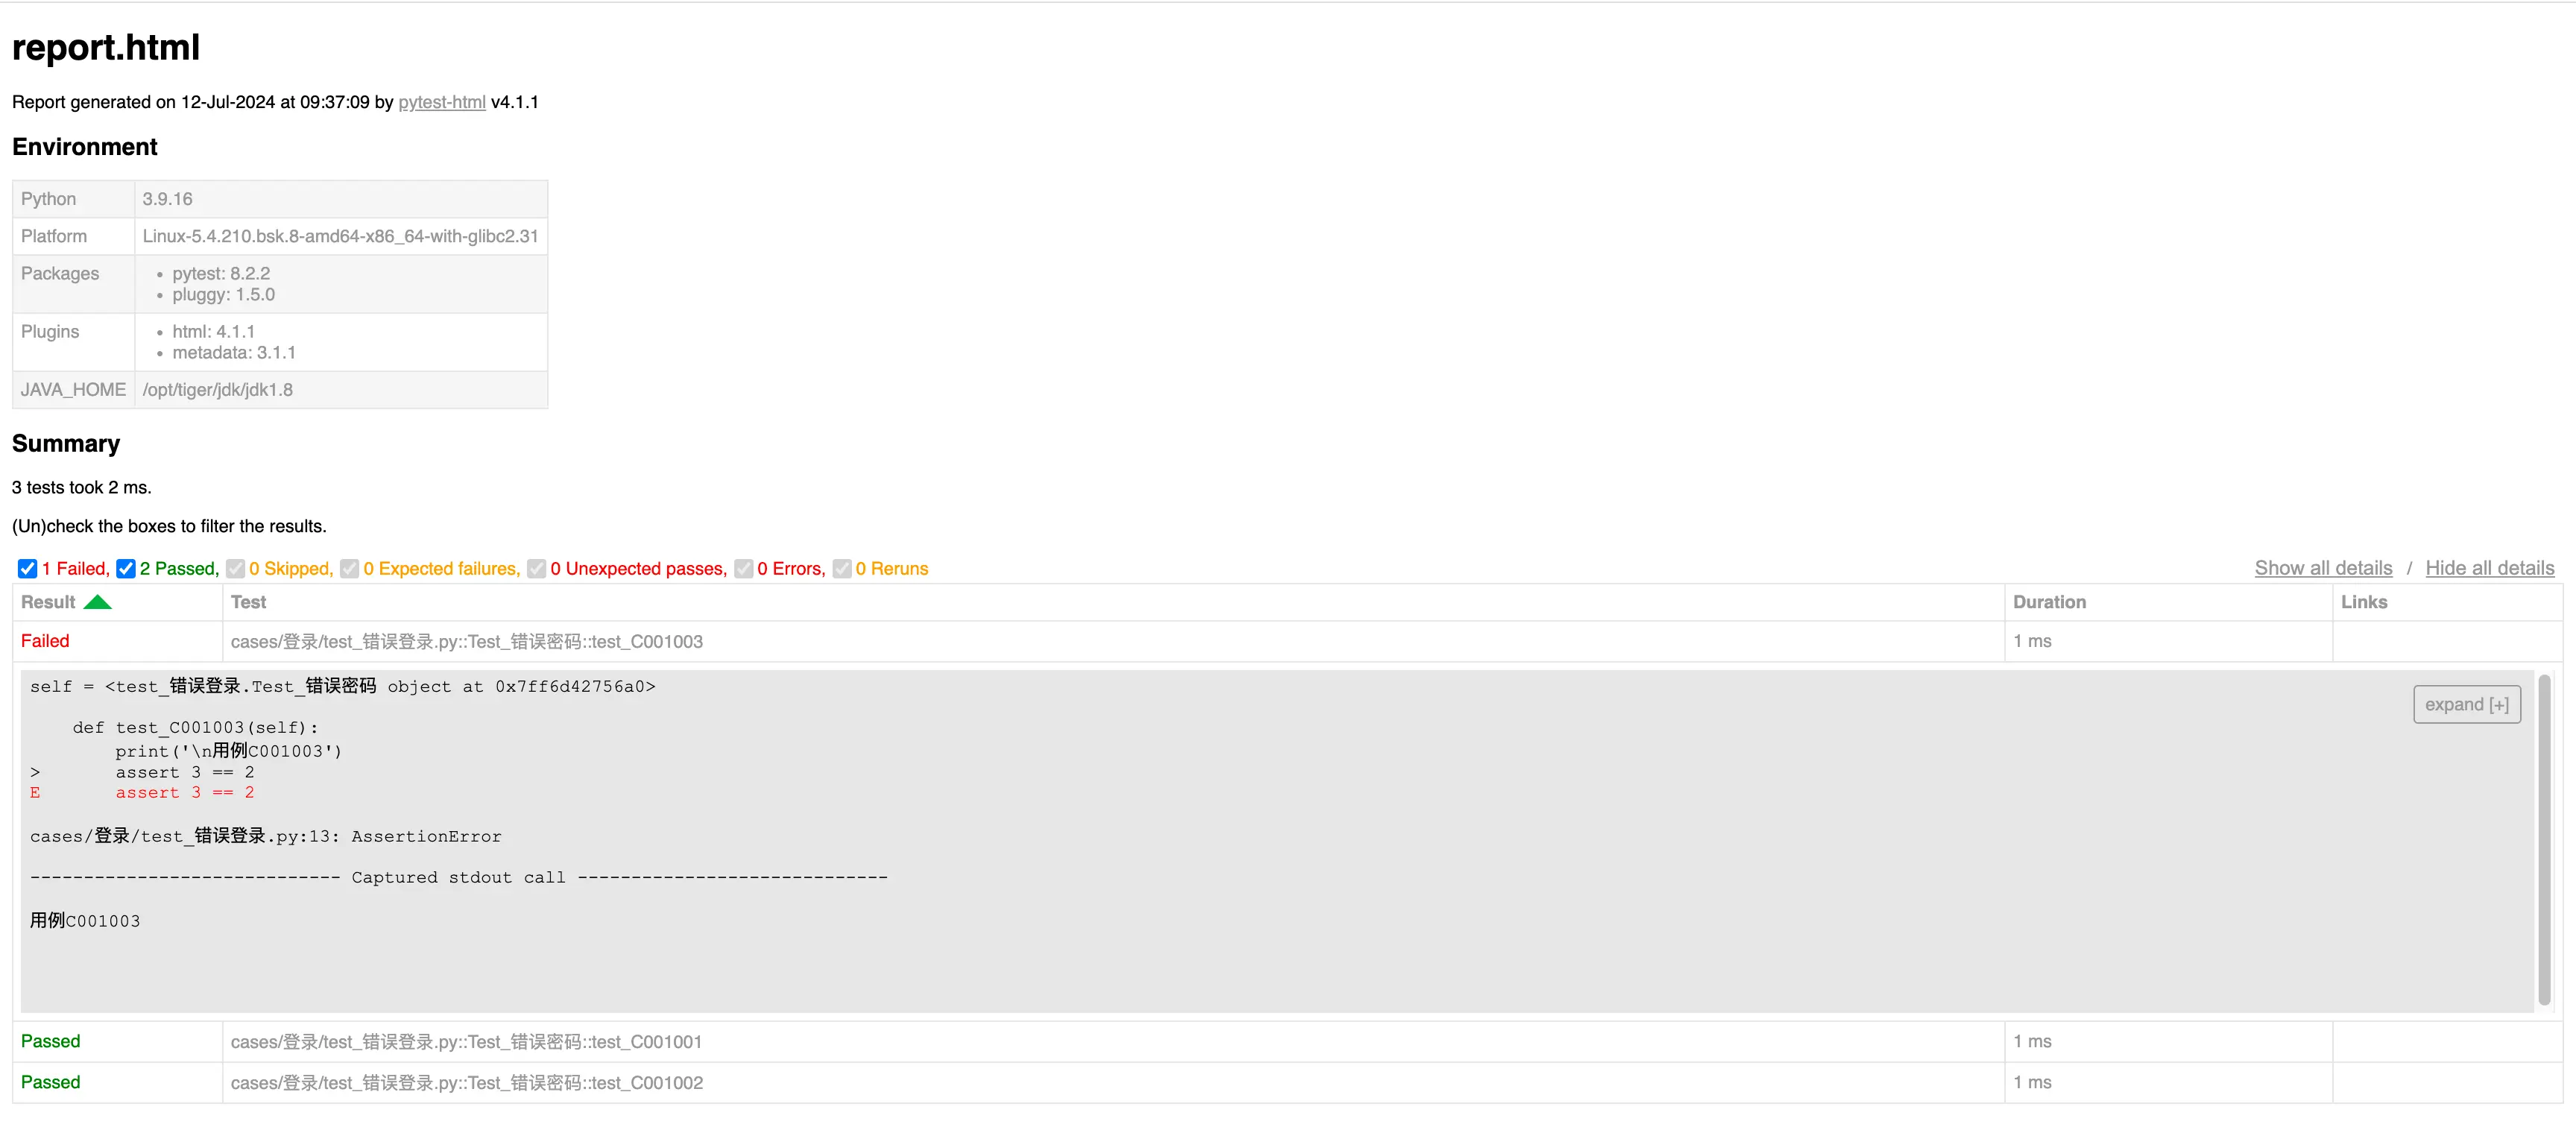 report.html
Report generated on 12-Jul-2024 at 09:37:09 by pytest-html v4.1.1
Environment
Python 3.9.16
Platform Linux-5.4.210.bsk.8-amd64-x86_64-with-glibc2.31
Packages • pytest: 8.2.2
• pluggy: 1.5.0
Plugins • html: 4.1.1
• metadata: 3.1.1
JAVA_HOME /opt/tiger/jdk/jdk1.8
Summary
3 tests took 2 ms.
(Un)check the boxes to filter the results.
1 Failed, 2 Passed, 0 Skipped, 0 Expected failures, 0 Unexpected passes, 0 Errors, 0 Reruns Show all details / Hide all details
Result Test Duration Links
Failed cases/登录/test_错误登录.py::Test_错误密码::test_C001003 1 ms
self = <test_错误登录.Test_错误密码 object at 0x7ff6d42756a0>
expand [+]
def test_C001003(self):
print('\n用例C001003')
> assert 3 == 2
E assert 3 == 2
cases/登录/test_错误登录.py:13: AssertionError
----------------------------- Captured stdout call -----------------------------
用例C001003
Passed cases/登录/test_错误登录.py::Test_错误密码::test_C001001 1 ms
Passed cases/登录/test_错误登录.py::Test_错误密码::test_C001002 1 ms